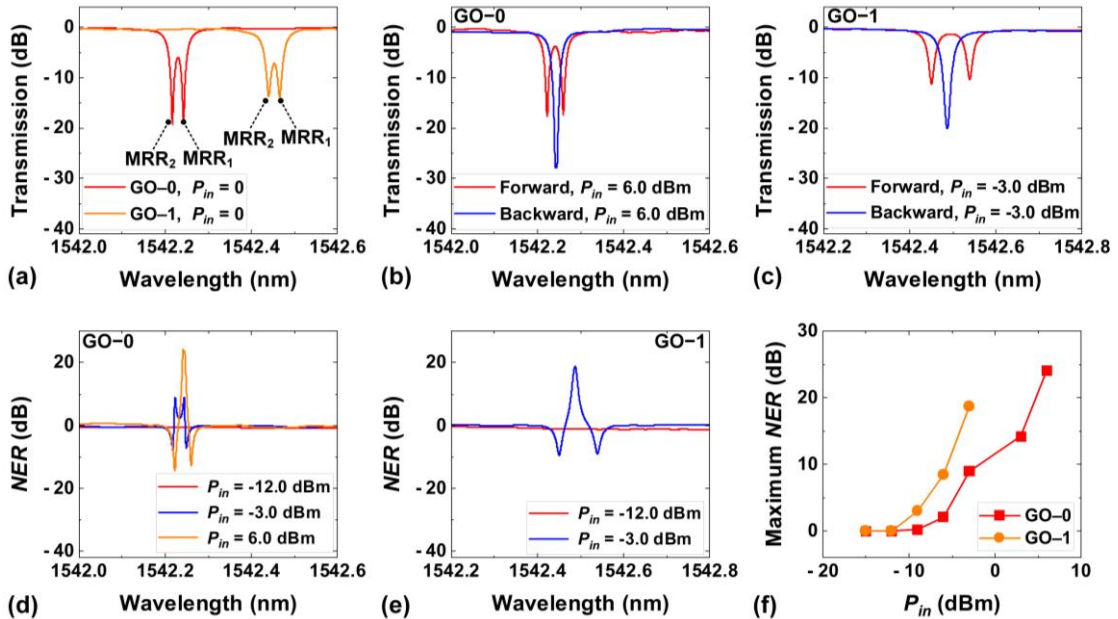 0
- 10
- 20
- 30
- 40
Transmission (dB)
MRR2
MRR1
MRR2
MRR1
GO–0, Pin = 0
GO–1, Pin = 0
1542.0 1542.2 1542.4 1542.6
(a) Wavelength (nm)
GO−0
0
- 10
- 20
- 30
- 40
Transmission (dB)
Forward, Pin = 6.0 dBm
Backward, Pin = 6.0 dBm
1542.0 1542.2 1542.4 1542.6
(b) Wavelength (nm)
GO−1
0
- 10
- 20
- 30
- 40
Transmission (dB)
Forward, Pin = -3.0 dBm
Backward, Pin = -3.0 dBm
1542.2 1542.4 1542.6 1542.8
(c) Wavelength (nm)
GO−0
20
0
- 20
- 40
NER (dB)
Pin = -12.0 dBm
Pin = -3.0 dBm
Pin = 6.0 dBm
1542.0 1542.2 1542.4 1542.6
(d) Wavelength (nm)
GO−1
20
0
- 20
- 40
NER (dB)
Pin = -12.0 dBm
Pin = -3.0 dBm
1542.2 1542.4 1542.6 1542.8
(e) Wavelength (nm)
30
20
10
0
Maximum NER (dB)
GO–0
GO–1
- 20 - 10 0 10
(f) Pin (dBm)